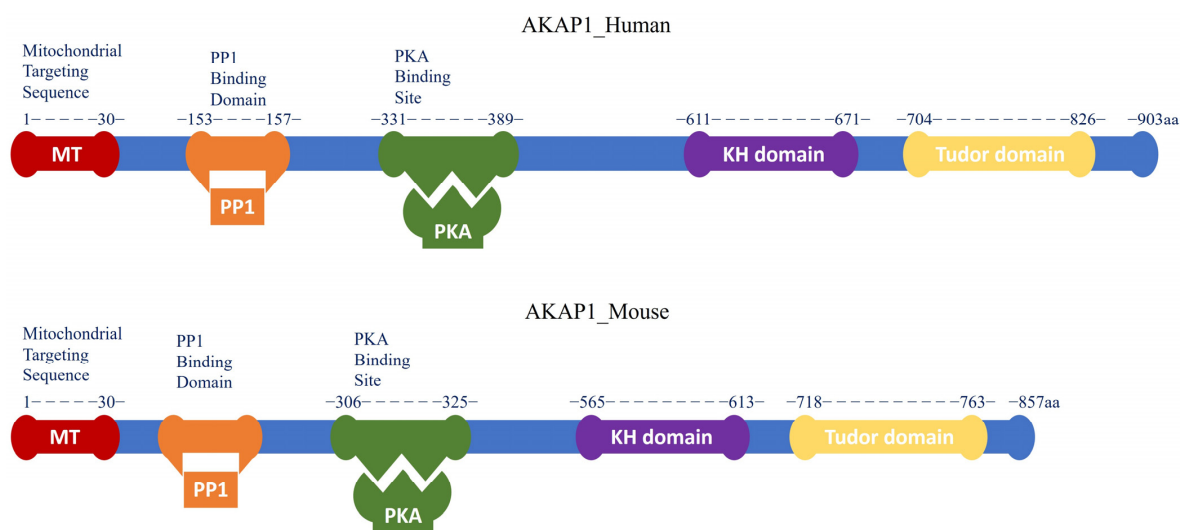 AKAP1_Human
Mitochondrial
Targeting
Sequence
PP1
Binding
Domain
PKA
Binding
Site
1–––––30–
–153––––157–
–331––––––389–
–611–––––––––671–
–704–––––––––826–
–903aa
MT
KH domain
Tudor domain
PP1
PKA
AKAP1_Mouse
Mitochondrial
Targeting
Sequence
PP1
Binding
Domain
PKA
Binding
Site
1–––––30–
–306––––––325–
–565–––––––––613–
–718–––––––––763–
–857aa
MT
KH domain
Tudor domain
PP1
PKA